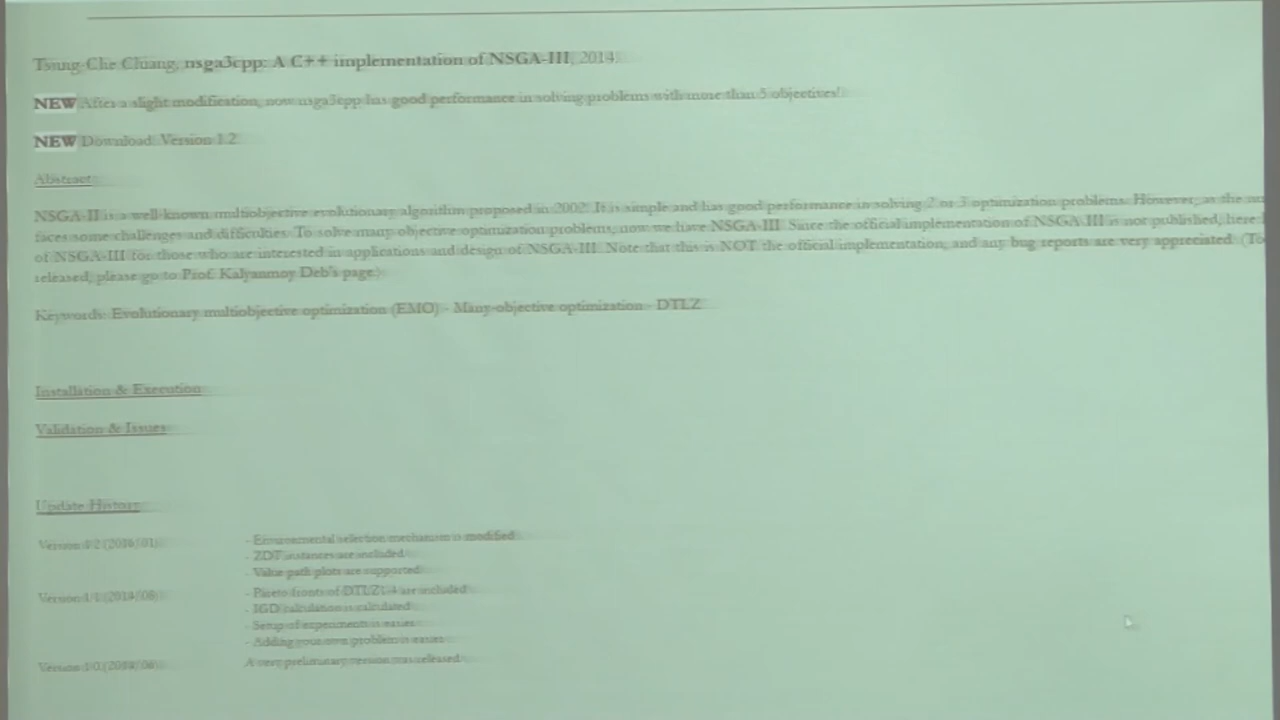 Tsung-Che Chiang, nsga3cpp: A C++ implementation of NSGA-III, 2014.
NEW After a slight modification, now nsga3cpp has good performance in solving problems with more than 5 objectives!
NEW Download: Version 1.2
Abstract
NSGA-II is a well-known multiobjective evolutionary algorithm proposed in 2002. It is simple and has good performance in solving 2 or 3 optimization problems. However, as the
faces some challenges and difficulties. To solve many-objective optimization problems, now we have NSGA-III. Since the official implementation of NSGA-III is not published, here
of NSGA-III for those who are interested in applications and design of NSGA-III. Note that this is NOT the official implementation, and any bug reports are very appreciated. (To
released, please go to Prof. Kalyanmoy Deb's page.)
Keywords: Evolutionary multiobjective optimization (EMO) - Many-objective optimization - DTLZ
Installation & Execution
Validation & Issues
Update History
Version
- Environmental selection mechanism is modified
- ZDT instances are included
- Value path plots are supported
Version
- Pareto fronts of DTLZ1-4 are included
- IGD calculation is calculated
- Setup of experiments is easier
- Adding your own problem is easier
Version 1.0
A very preliminary version was released